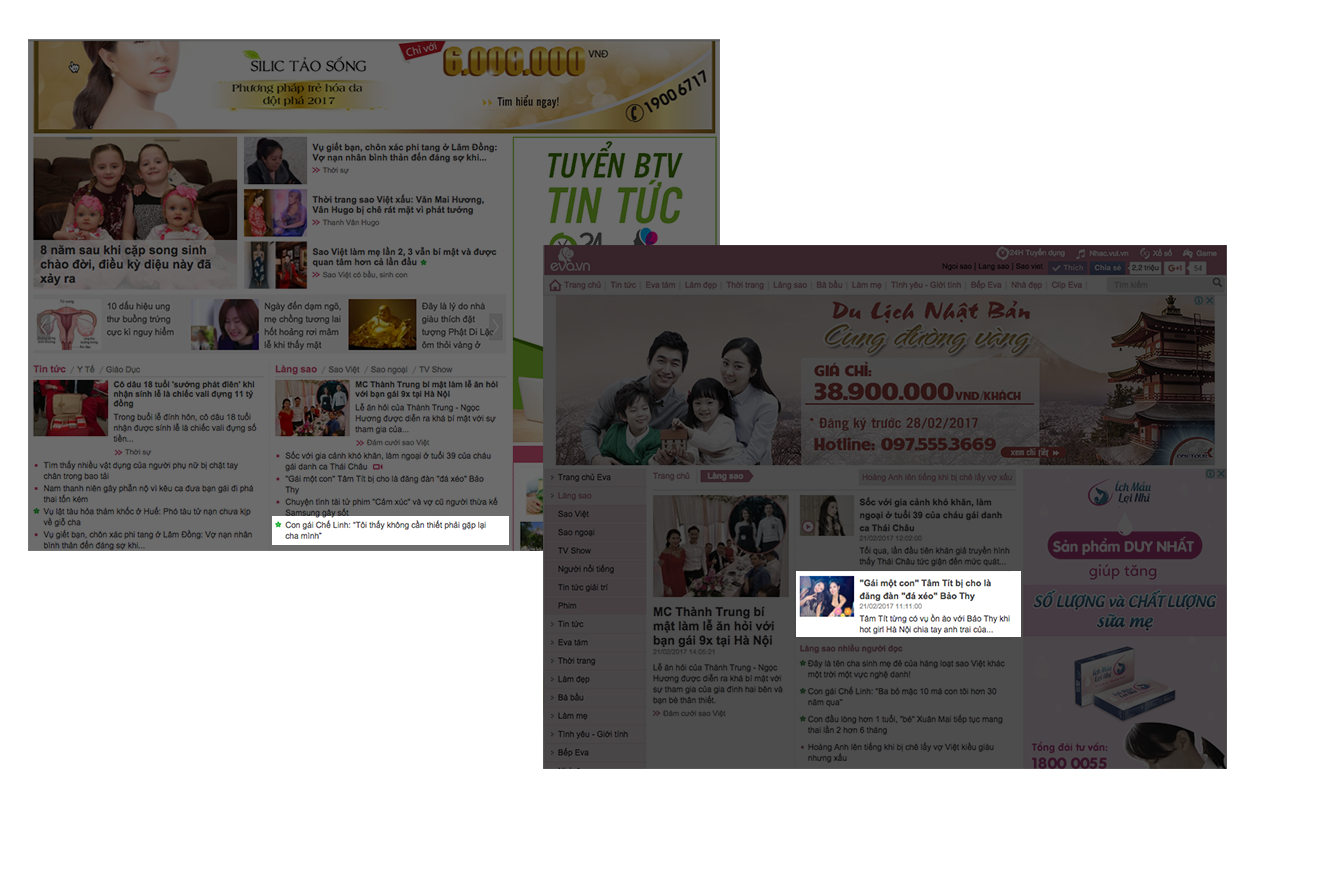 SILIC TẢO SỐNG
Phương pháp trẻ hóa da
đột phá 2017
Chỉ với
6.000.000 VNĐ
Tìm hiểu ngay!
1900 6717
8 năm sau khi cặp song sinh
chào đời, điều kỳ diệu này đã
xảy ra
Vụ giết bạn, chôn xác phi tang ở Lâm Đồng:
Vợ nạn nhân bình thản đến đáng sợ khi...
Thời sự
Thời trang sao Việt xấu: Văn Mai Hương,
Vân Hugo bị chê rát mặt vì phát tướng
Thanh Vân Hugo
Sao Việt làm mẹ lần 2, 3 vẫn bí mật và được
quan tâm hơn cả lần đầu
Sao Việt có bầu, sinh con
TUYỂN BTV
TIN TỨC
24
10 dấu hiệu ung
thư buồng trứng
cực kì nguy hiểm
Ngày đến dạm ngõ,
mẹ chồng tương lai
hốt hoảng rơi mâm
lễ khi thấy mặt
Đây là lý do nhà
giàu thích đặt
tượng Phật Di Lặc
ôm thỏi vàng ở
Tin tức / Y Tế / Giáo Dục
Cô dâu 18 tuổi 'sướng phát điên' khi
nhận sính lễ là chiếc vali đựng 11 tỷ
đồng
Trong buổi lễ đính hôn, cô dâu 18 tuổi
nhận được sính lễ là chiếc vali đựng số
tiền...
Thời sự
Tìm thấy nhiều vật dụng của người phụ nữ bị chặt tay
chân trong bao tải
Nam thanh niên gây phẫn nộ vì kêu ca đưa bạn gái đi phá
thai tốn kém
Vụ lật tàu hỏa thảm khốc ở Huế: Phó tàu tử nạn chưa kịp
về giỗ cha
Vụ giết bạn, chôn xác phi tang ở Lâm Đồng: Vợ nạn nhân
bình thản đến đáng sợ khi...
Làng sao / Sao Việt / Sao ngoại / TV Show
MC Thành Trung bí mật làm lễ ăn hỏi
với bạn gái 9x tại Hà Nội
Lễ ăn hỏi của Thành Trung - Ngọc
Hương được diễn ra khá bí mật với sự
tham gia của...
Đám cưới sao Việt
Sốc với gia cảnh khó khăn, làm ngoại ở tuổi 39 của cháu
gái danh ca Thái Châu
"Gái một con" Tâm Tít bị cho là đăng đàn "đá xéo" Bảo
Thy
Chuyện tình tài tử phim "Cảm xúc" và vợ cũ người thừa kế
Samsung gây sốt
Con gái Chế Linh: "Tôi thấy không cần thiết phải gặp lại
cha mình"
eva.vn
24H Tuyển dụng Nhac.vui.vn Xổ số Game
Ngọi sao | Lang sao | Sao viet
Thích Chia sẻ 2,2 triệu G+1 54
Trang chủ | Tin tức | Eva tám | Làm đẹp | Thời trang | Làng sao | Bà bầu | Làm mẹ | Tình yêu - Giới tính | Bếp Eva | Nhà đẹp | Clip Eva |
Tìm kiếm
Du Lịch Nhật Bản
Cung đường vàng
GIÁ CHỈ:
38.900.000 VND/KHÁCH
* Đăng ký trước 28/02/2017
Hotline: 097.555.3669
xem chi tiết
Trang chủ Eva
Làng sao
Sao Việt
Sao ngoại
TV Show
Người nổi tiếng
Tin tức giải trí
Phim
Tin tức
Eva tám
Thời trang
Làm đẹp
Bà bầu
Làm mẹ
Tình yêu - Giới tính
Bếp Eva
Trang chủ Làng sao
Hoàng Anh lên tiếng khi bị chê lấy vợ xấu
MC Thành Trung bí
mật làm lễ ăn hỏi với
bạn gái 9x tại Hà Nội
21/02/2017 14:05:21
Lễ ăn hỏi của Thành Trung - Ngọc
Hương được diễn ra khá bí mật với
sự tham gia của gia đình hai bên và
bạn bè thân thiết.
Đám cưới sao Việt
Sốc với gia cảnh khó khăn, làm
ngoại ở tuổi 39 của cháu gái danh
ca Thái Châu
21/02/2017 12:02:00
Tối qua, lần đầu tiên khán giả truyền hình
thấy Thái Châu tức giận đến mức quát...
"Gái một con" Tâm Tít bị cho là
đăng đàn "đá xéo" Bảo Thy
21/02/2017 11:11:00
Tâm Tít từng có vụ ồn ào với Bảo Thy khi
hot girl Hà Nội chia tay anh trai của...
Làng sao nhiều người đọc
Đây là tên cha sinh mẹ đẻ của hàng loạt sao Việt khác
một trời một vực nghệ danh!
Con gái Chế Linh: "Ba bỏ mặc 10 má con tôi hơn 30
năm qua"
Con đầu lòng hơn 1 tuổi, "bé" Xuân Mai tiếp tục mang
thai lần 2 hơn 6 tháng
Hoàng Anh lên tiếng khi bị chê lấy vợ Việt kiều giàu
nhưng xấu
Ích Mẫu
Lợi Nhi
Sản phẩm DUY NHẤT
giúp tăng
SỐ LƯỢNG và CHẤT LƯỢNG
sữa mẹ
Tổng đài tư vấn:
1800 0055